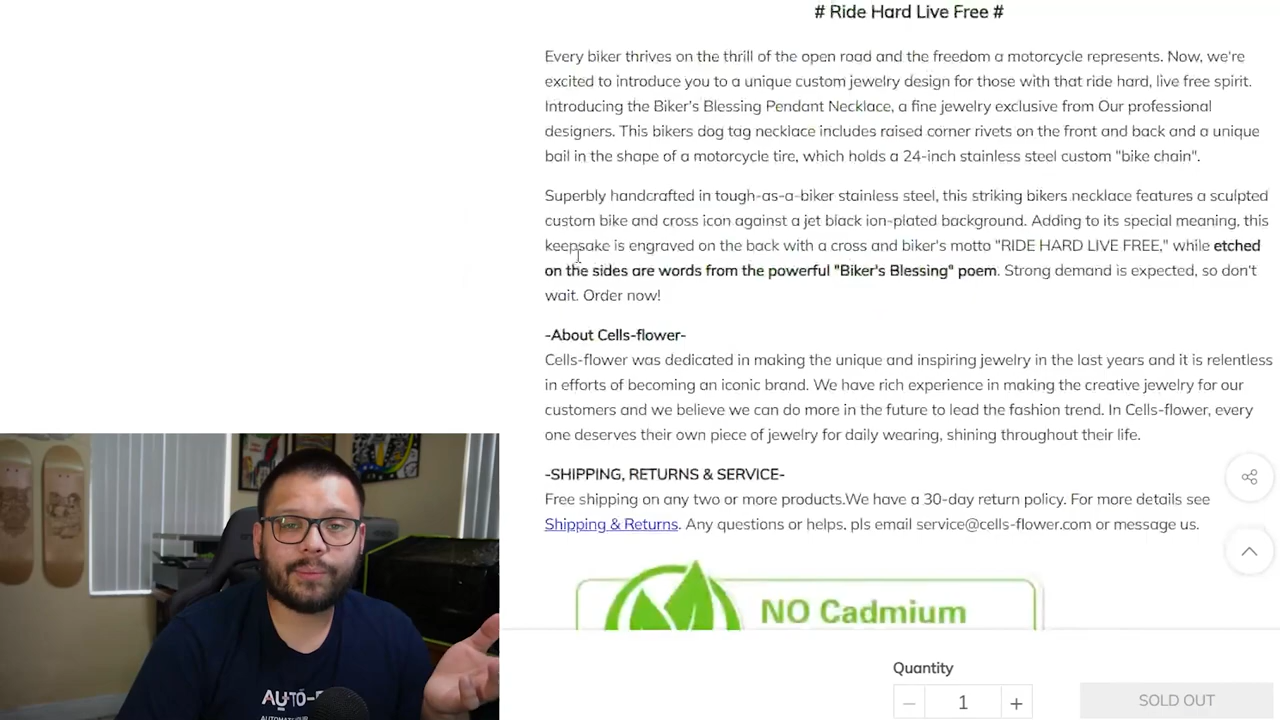 # Ride Hard Live Free #
Every biker thrives on the thrill of the open road and the freedom a motorcycle represents. Now, we're
excited to introduce you to a unique custom jewelry design for those with that ride hard, live free spirit.
Introducing the Biker's Blessing Pendant Necklace, a fine jewelry exclusive from Our professional
designers. This bikers dog tag necklace includes raised corner rivets on the front and back and a unique
bail in the shape of a motorcycle tire, which holds a 24-inch stainless steel custom "bike chain".
Superbly handcrafted in tough-as-a-biker stainless steel, this striking bikers necklace features a sculpted
custom bike and cross icon against a jet black ion-plated background. Adding to its special meaning, this
keepsake is engraved on the back with a cross and biker's motto "RIDE HARD LIVE FREE," while etched
on the sides are words from the powerful "Biker's Blessing" poem. Strong demand is expected, so don't
wait. Order now!
-About Cells-flower-
Cells-flower was dedicated in making the unique and inspiring jewelry in the last years and it is relentless
in efforts of becoming an iconic brand. We have rich experience in making the creative jewelry for our
customers and we believe we can do more in the future to lead the fashion trend. In Cells-flower, every
one deserves their own piece of jewelry for daily wearing, shining throughout their life.
-SHIPPING, RETURNS & SERVICE-
Free shipping on any two or more products.We have a 30-day return policy. For more details see
Shipping & Returns. Any questions or helps, pls email service@cells-flower.com or message us.
NO Cadmium
Quantity
1
SOLD OUT